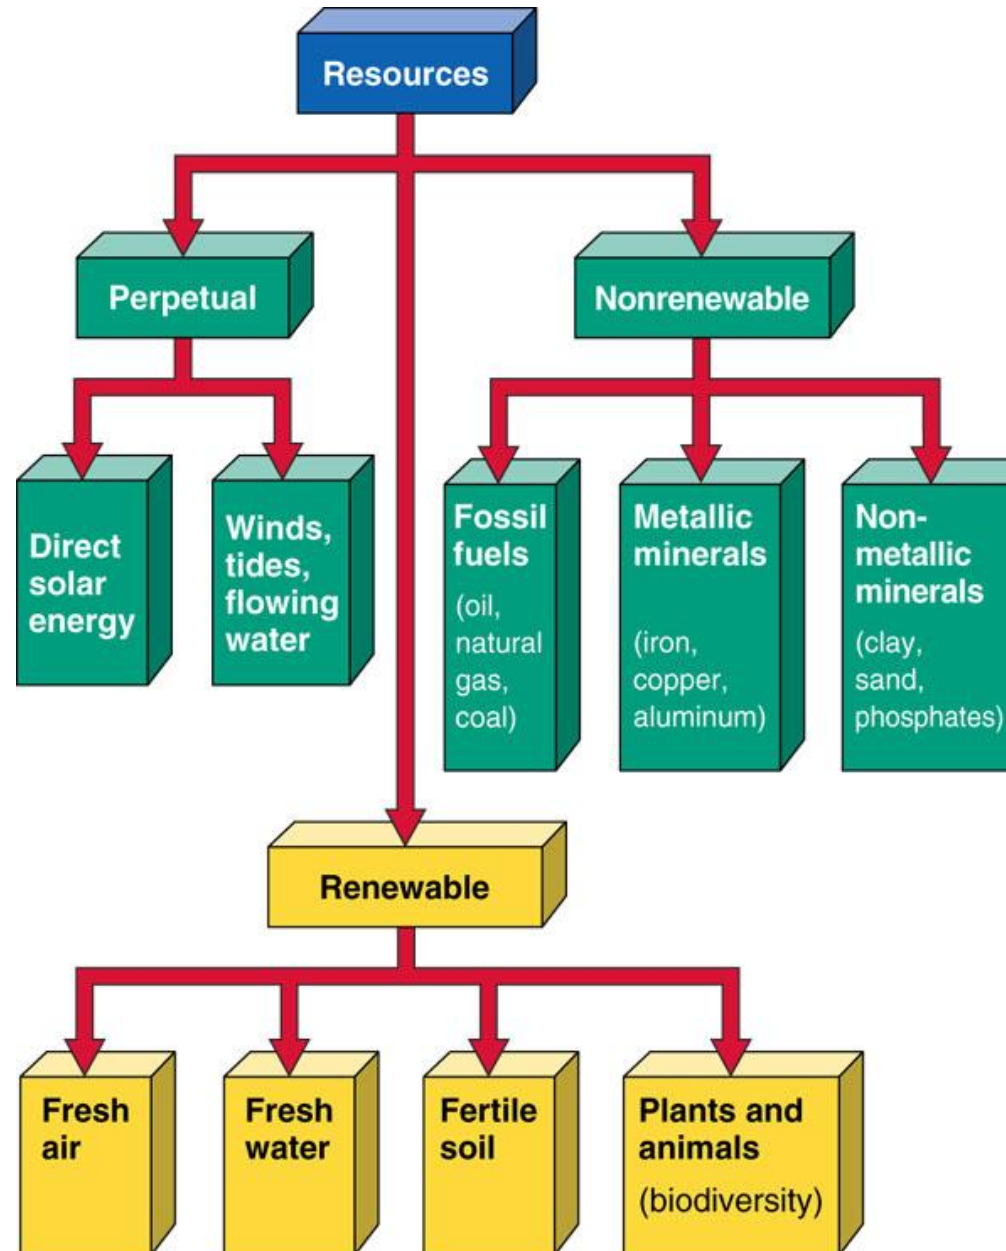 Resources
Perpetual
Nonrenewable
Direct
solar
energy
Winds,
tides,
flowing
water
Fossil
fuels
(oil,
natural
gas,
coal)
Metallic
minerals
(iron,
copper,
aluminum)
Non-
metallic
minerals
(clay,
sand,
phosphates)
Renewable
Fresh
air
Fresh
water
Fertile
soil
Plants and
animals
(biodiversity)